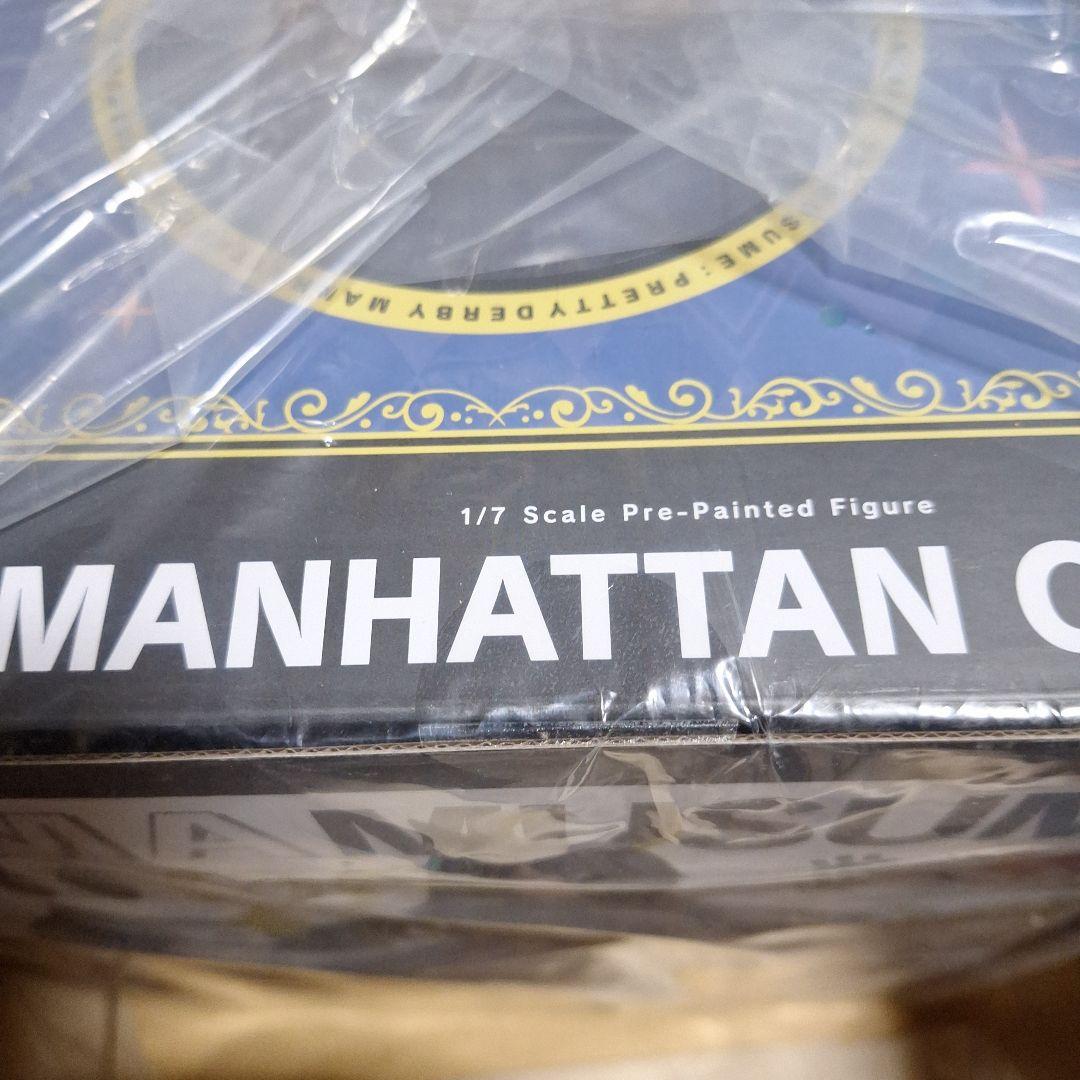 SUME : PRETTY DERBY MA
1/7 Scale Pre-Painted Figure
MANHATTAN C